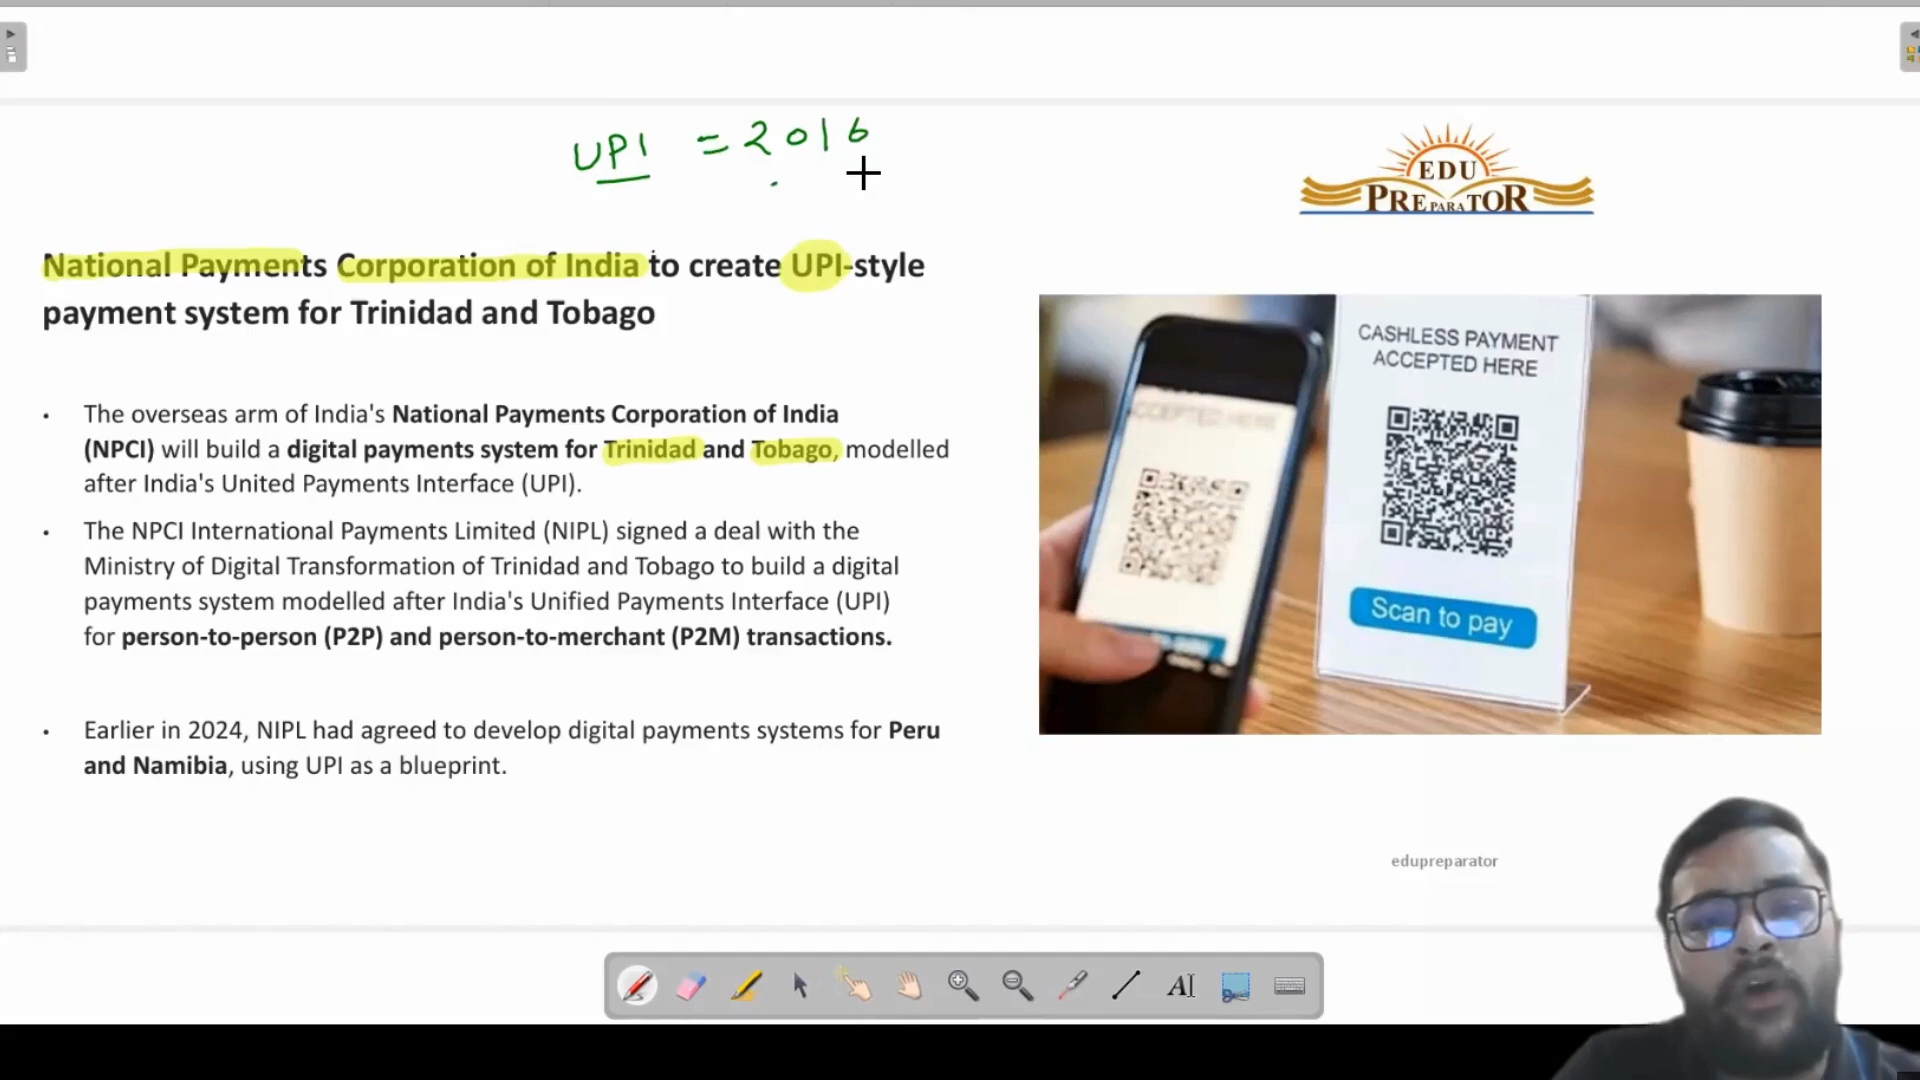 UPI = 2016
EDU
PREPARATOR
National Payments Corporation of India to create UPI-style
payment system for Trinidad and Tobago
• The overseas arm of India's National Payments Corporation of India
(NPCI) will build a digital payments system for Trinidad and Tobago, modelled
after India's United Payments Interface (UPI).
• The NPCI International Payments Limited (NIPL) signed a deal with the
Ministry of Digital Transformation of Trinidad and Tobago to build a digital
payments system modelled after India's Unified Payments Interface (UPI)
for person-to-person (P2P) and person-to-merchant (P2M) transactions.
• Earlier in 2024, NIPL had agreed to develop digital payments systems for Peru
and Namibia, using UPI as a blueprint.
CASHLESS PAYMENT
ACCEPTED HERE
Scan to pay
edupreparator
AI